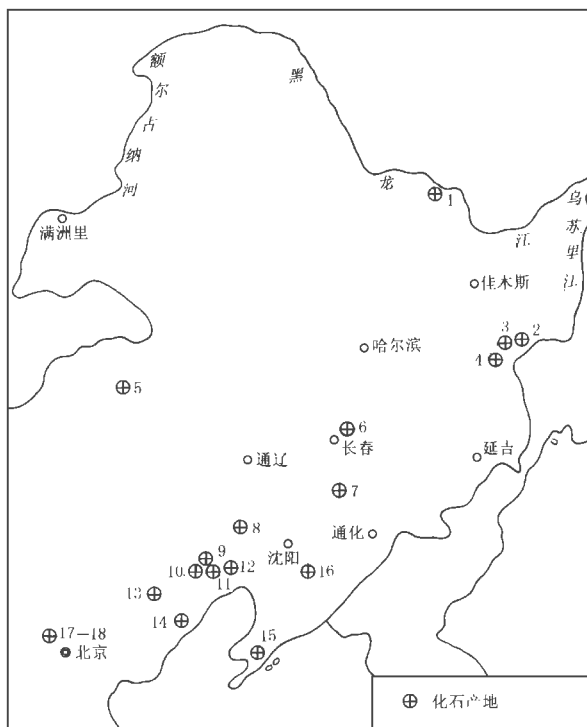 额尔占纳河
黑龙江
乌苏里江
1
满洲里
佳木斯
3
2
哈尔滨
4
5
6
长春
延吉
通辽
7
8
通化
沈阳
9
12
10
11
16
13
14
17-18
15
北京
化石产地